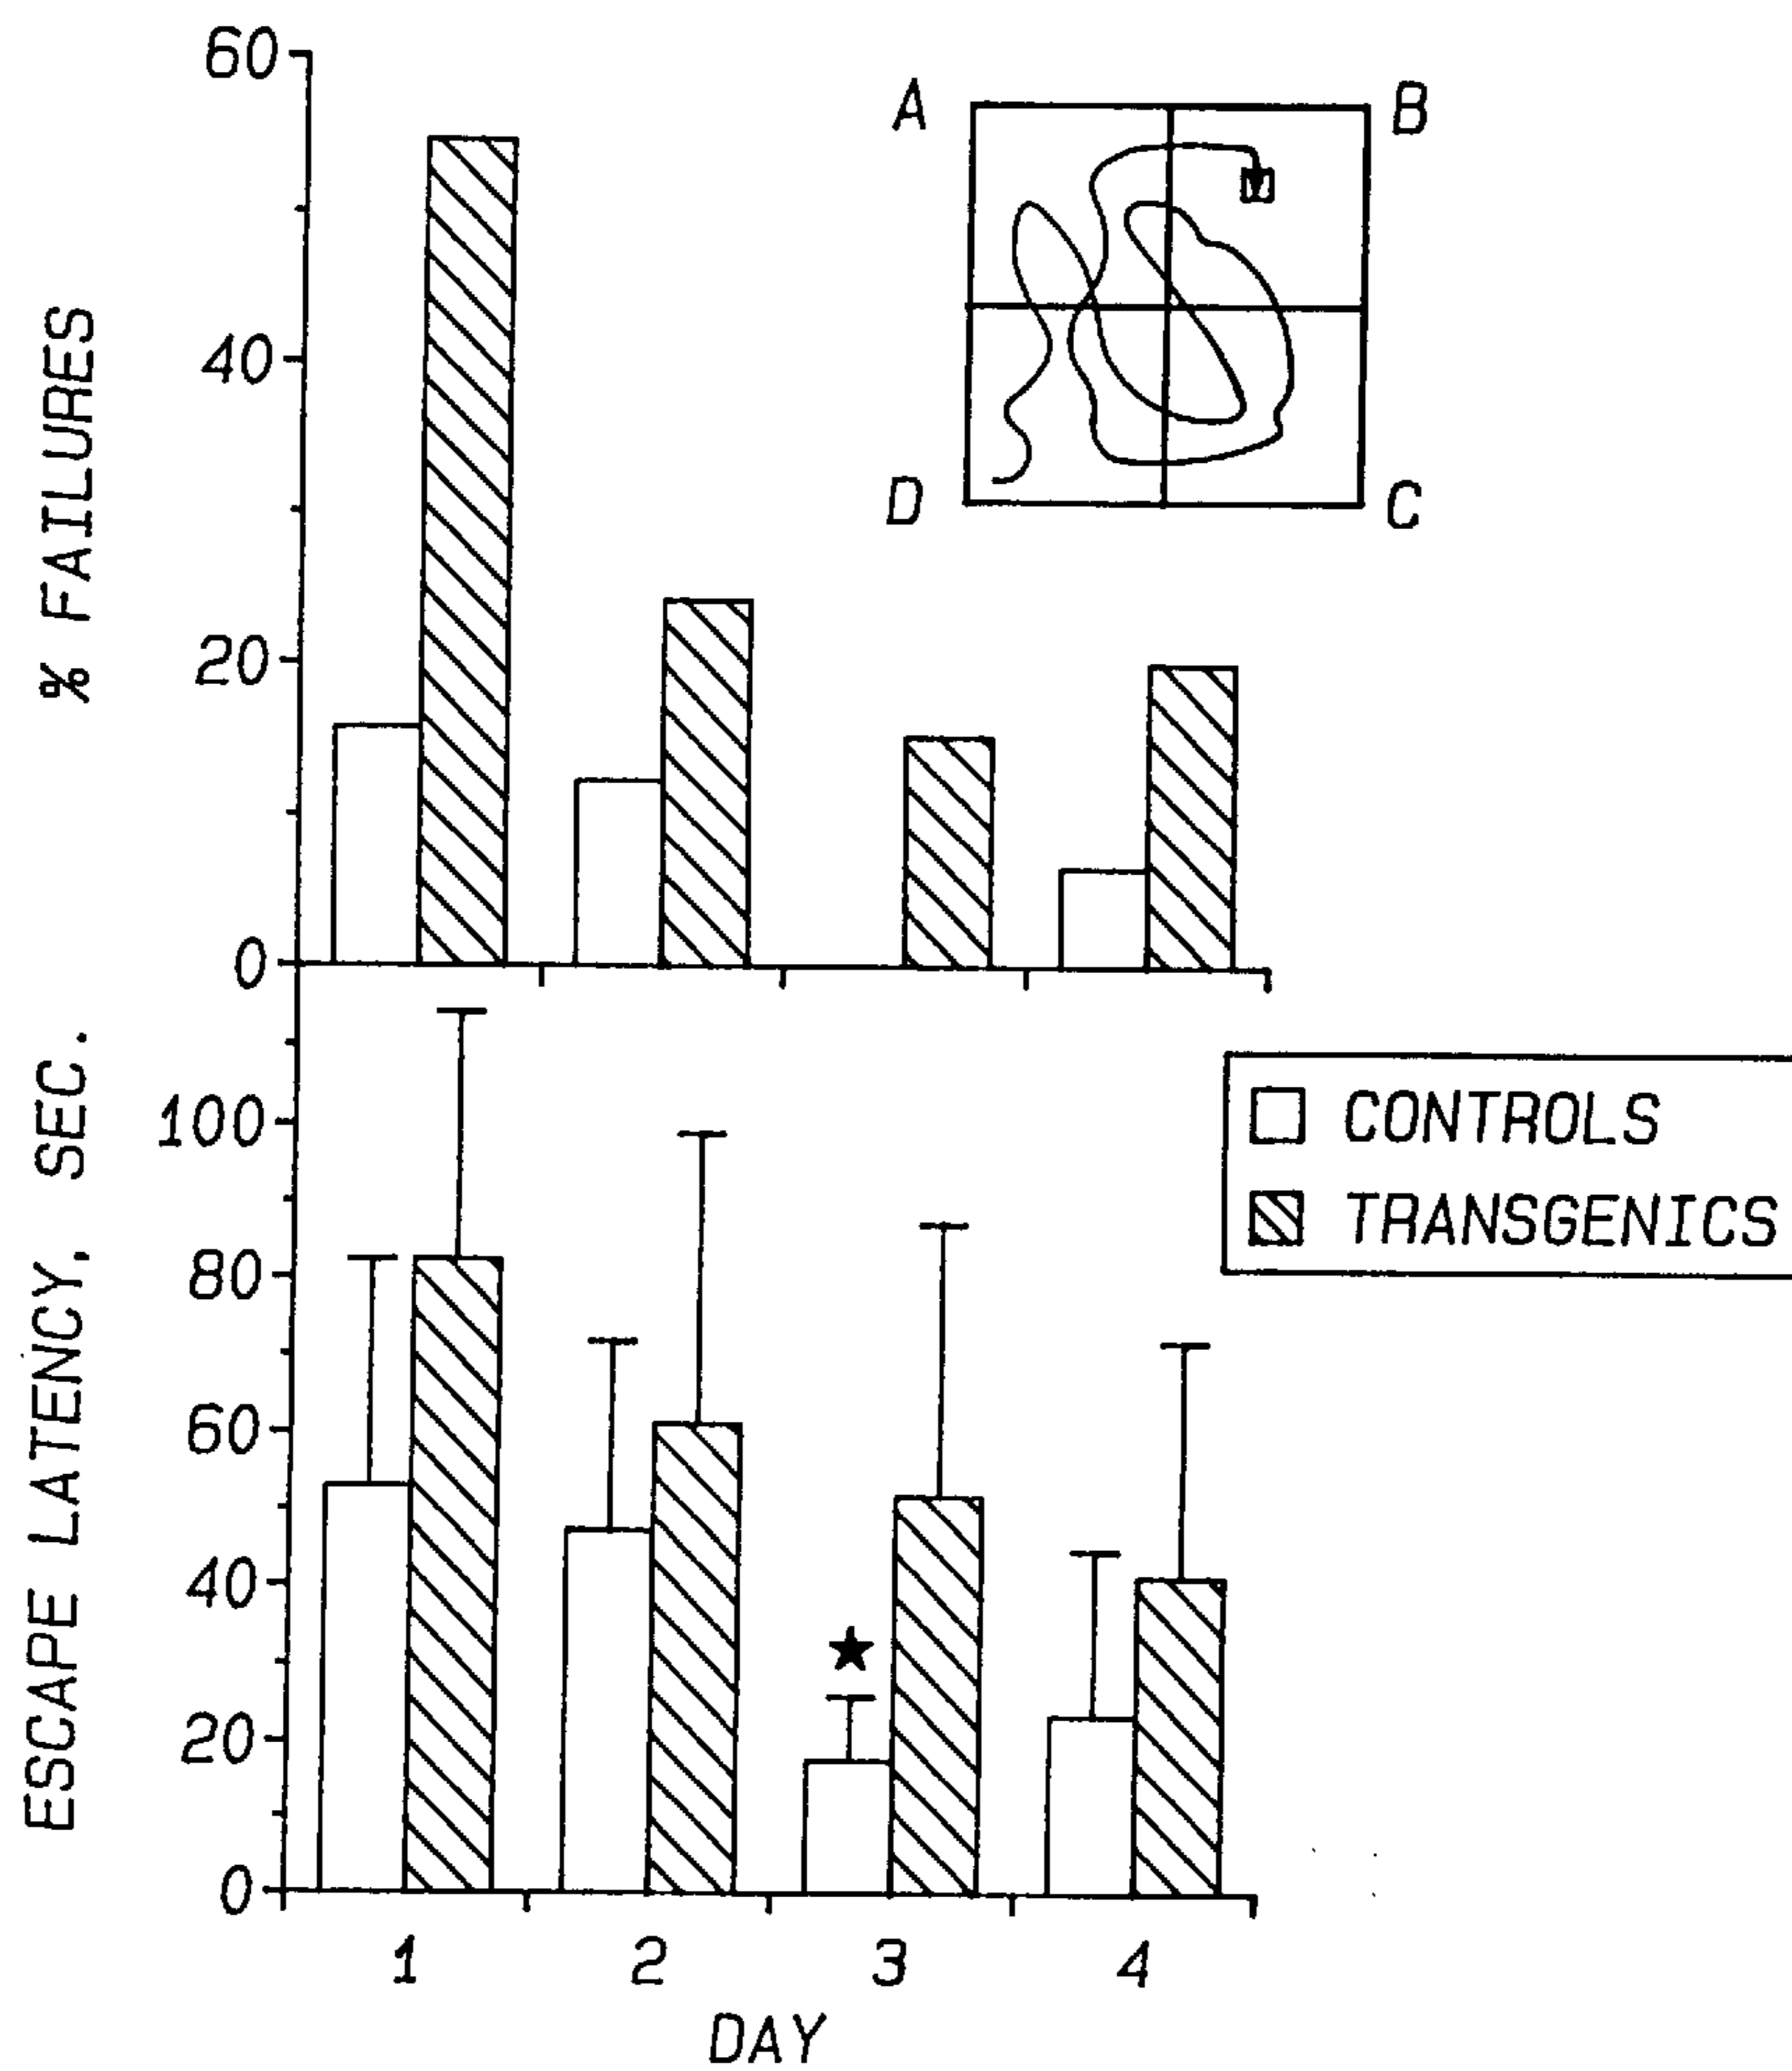 % FAILURES
60
40
20
0
A
B
D
C
ESCAPE LATENCY, SEC.
100
80
60
40
20
0
★
CONTROLS
TRANSGENICS
1 2 3 4
DAY